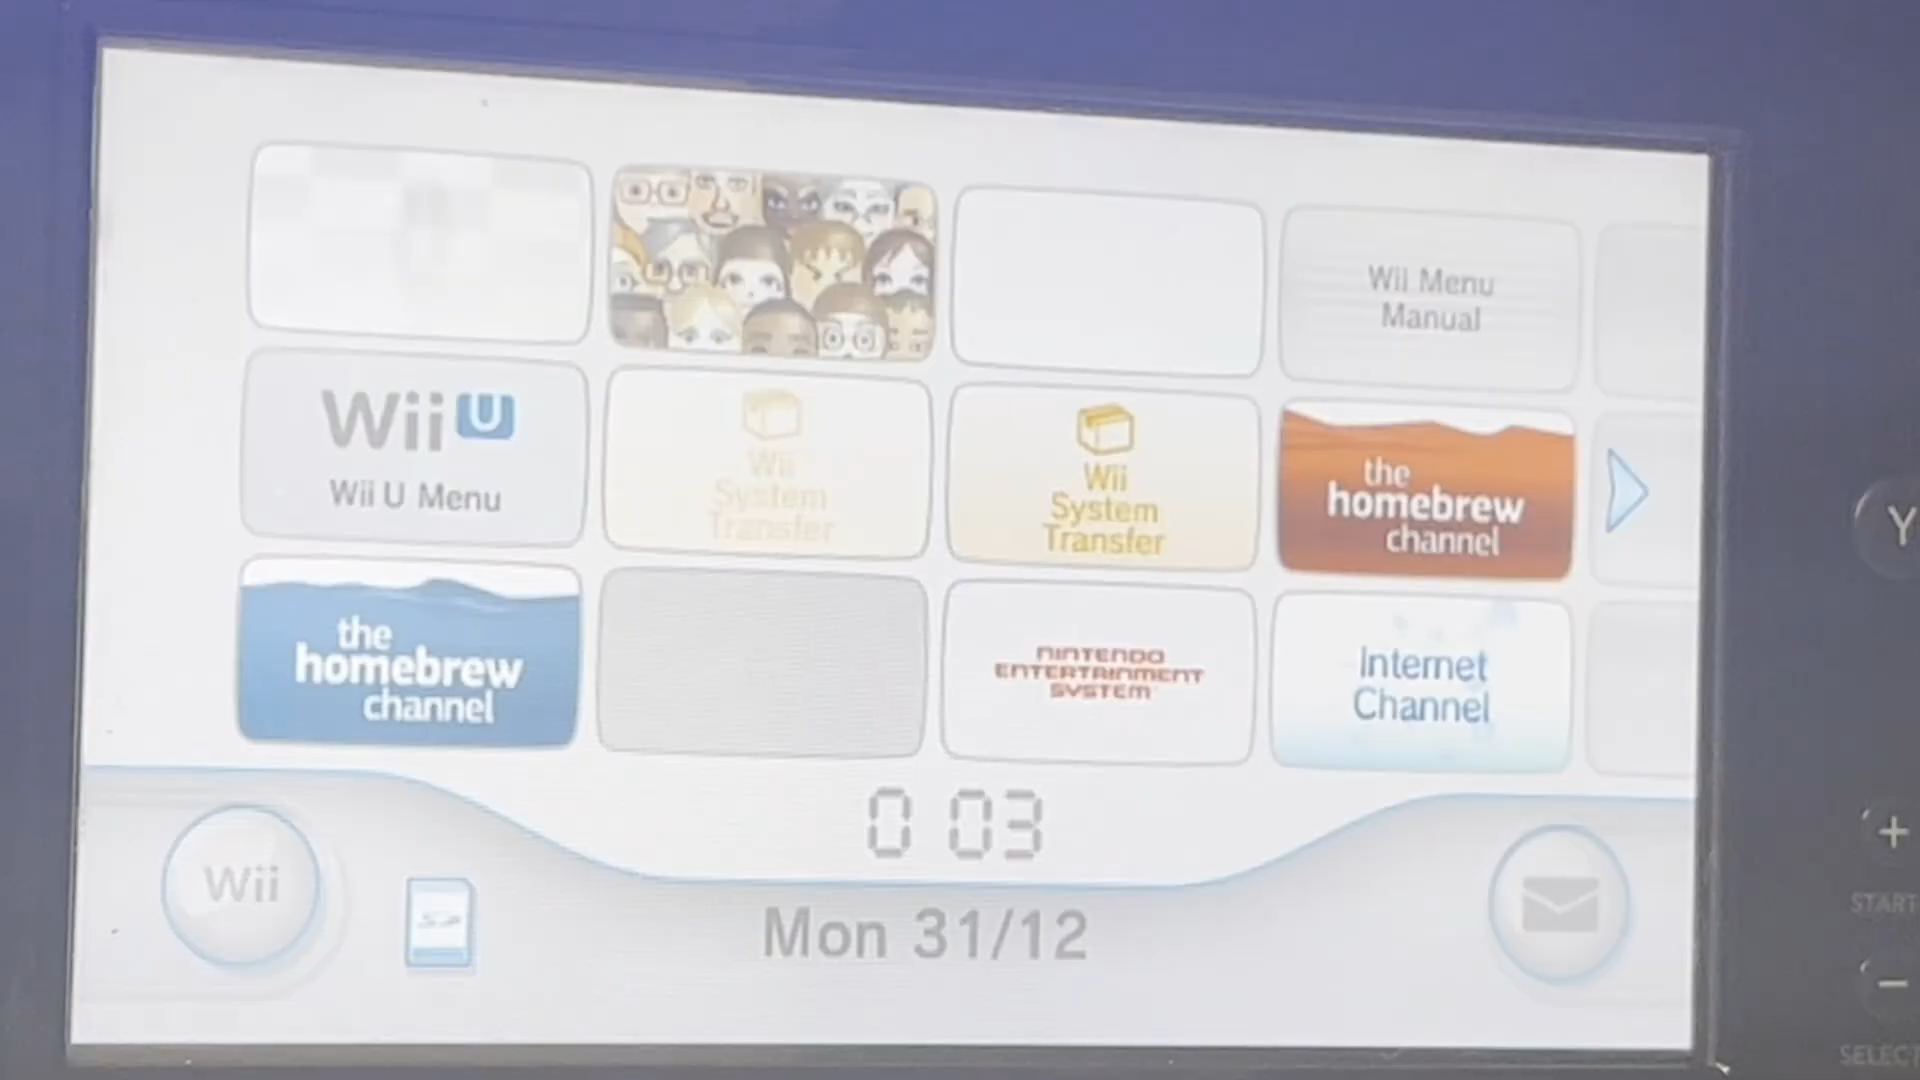 Wii Menu
Manual
Wii U
Wii U Menu
Wii
System
Transfer
Wii
System
Transfer
the
homebrew
channel
Y
the
homebrew
channel
NINTENDO
ENTERTAINMENT
SYSTEM
Internet
Channel
0 03
+
Wii
Mon 31/12
START
−
SELECT